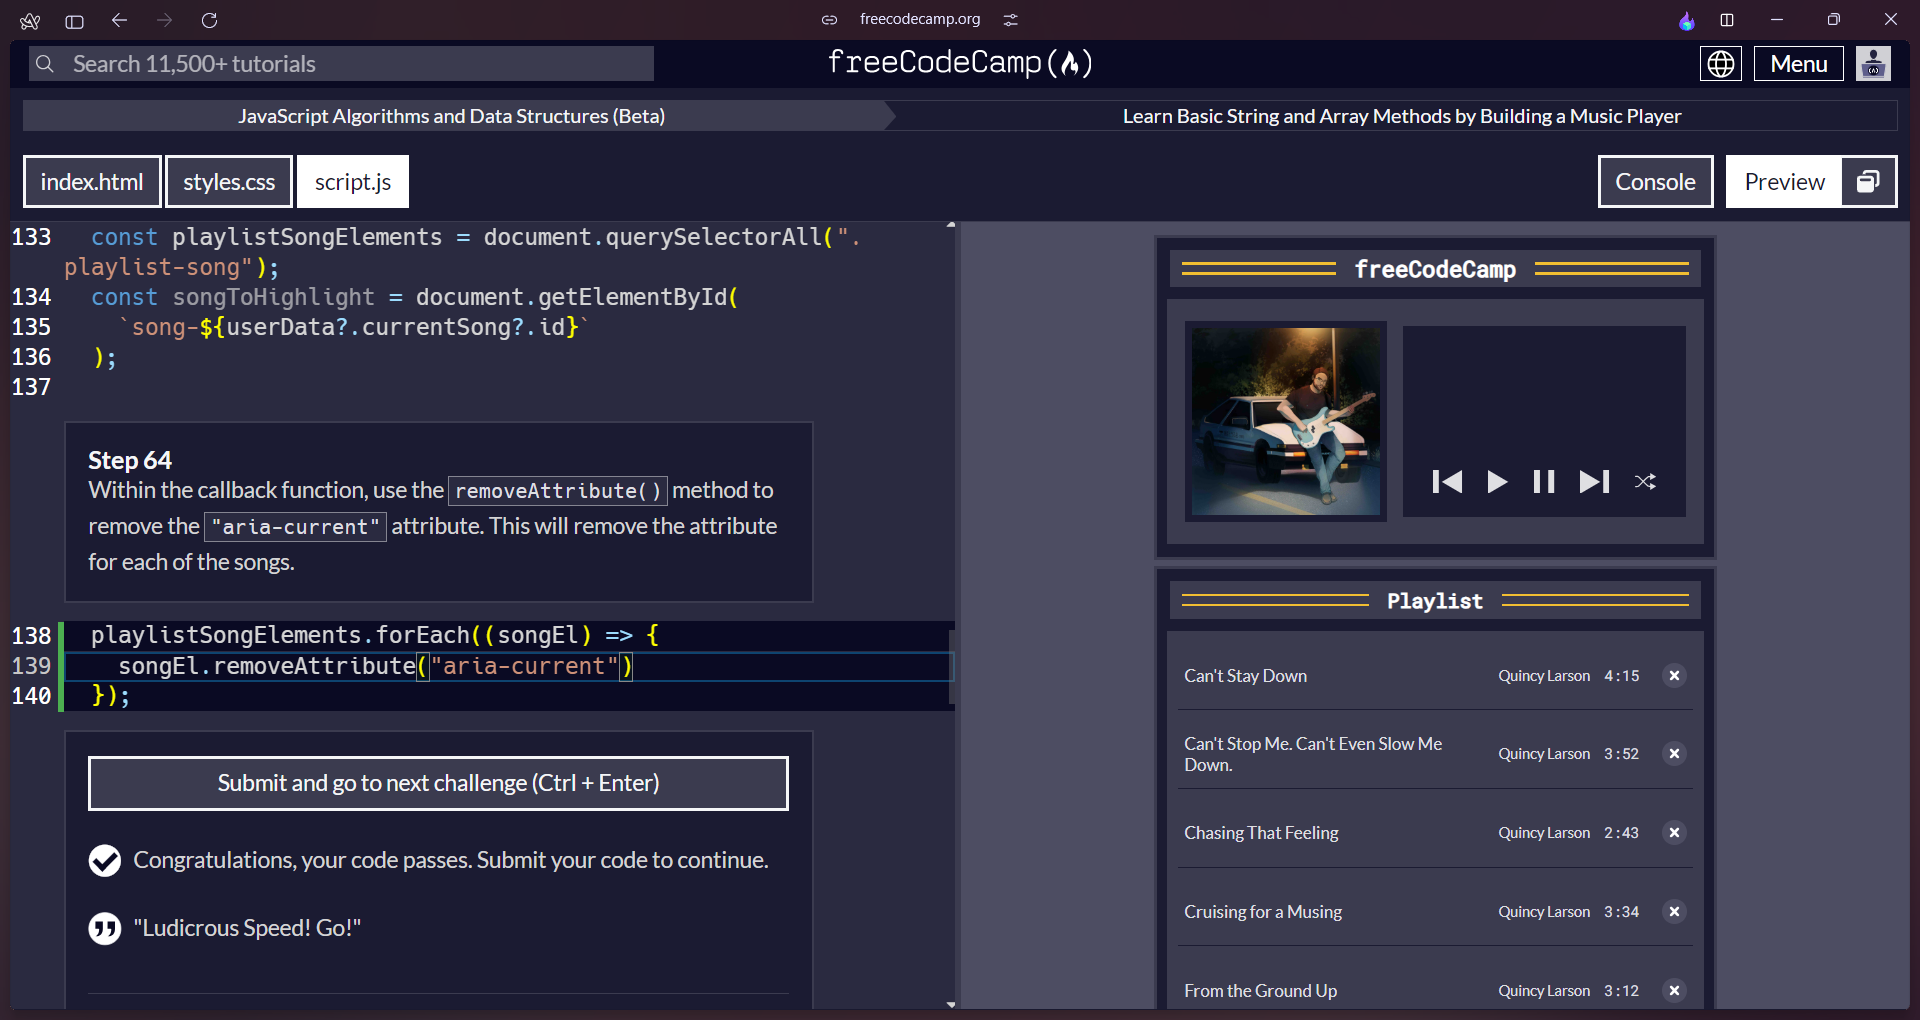 freecodecamp.org
Search 11,500+ tutorials
freeCodeCamp
Menu
JavaScript Algorithms and Data Structures (Beta)
Learn Basic String and Array Methods by Building a Music Player
index.html
styles.css
script.js
Console
Preview
133 const playlistSongElements = document.querySelectorAll(".
playlist-song");
134 const songToHighlight = document.getElementById(
135 `song-${userData?.currentSong?.id}`
136 );
137
Step 64
Within the callback function, use the removeAttribute() method to
remove the "aria-current" attribute. This will remove the attribute
for each of the songs.
138 playlistSongElements.forEach((songEl) => {
139 songEl.removeAttribute("aria-current")
140 });
Submit and go to next challenge (Ctrl + Enter)
Congratulations, your code passes. Submit your code to continue.
"Ludicrous Speed! Go!"
freeCodeCamp
Playlist
Can't Stay Down Quincy Larson 4:15
Can't Stop Me. Can't Even Slow Me
Down. Quincy Larson 3:52
Chasing That Feeling Quincy Larson 2:43
Cruising for a Musing Quincy Larson 3:34
From the Ground Up Quincy Larson 3:12